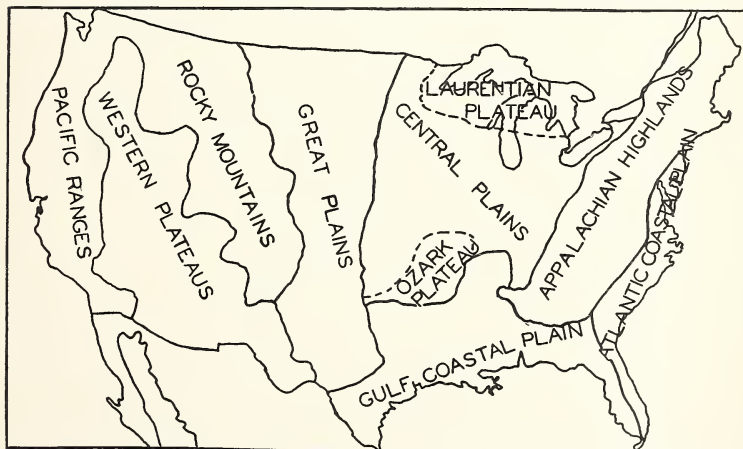 PACIFIC RANGES
WESTERN PLATEAUS
ROCKY MOUNTAINS
GREAT PLAINS
CENTRAL PLAINS
LAURENTIAN
PLATEAU
OZARK
PLATEAU
APPALACHIAN HIGHLANDS
ATLANTIC COASTAL PLAIN
GULF COASTAL PLAIN